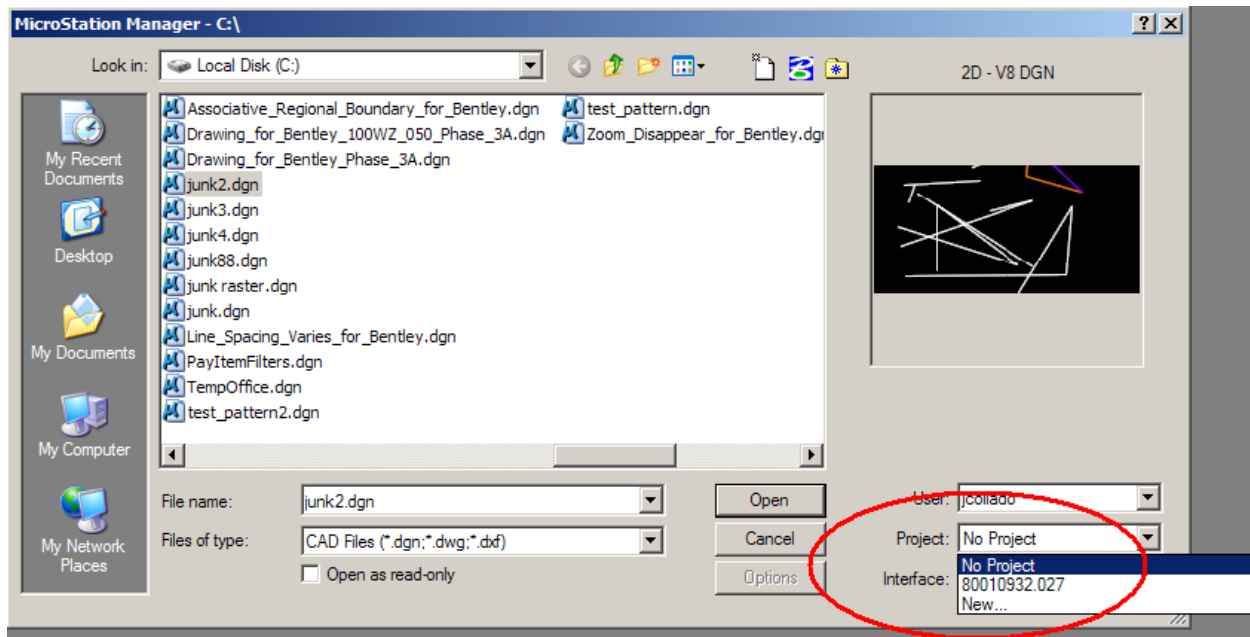 MicroStation Manager - C:\
Look in:
Local Disk (C:)
2D - V8 DGN
My Recent
Documents
Desktop
My Documents
My Computer
My Network
Places
Associative_Regional_Boundary_for_Bentley.dgn
Drawing_for_Bentley_100WZ_050_Phase_3A.dgn
Drawing_for_Bentley_Phase_3A.dgn
junk2.dgn
junk3.dgn
junk4.dgn
junk88.dgn
junk raster.dgn
junk.dgn
Line_Spacing_Varies_for_Bentley.dgn
PayItemFilters.dgn
TempOffice.dgn
test_pattern2.dgn
test_pattern.dgn
Zoom_Disappear_for_Bentley.dgn
File name:
junk2.dgn
Open
User:
jcollado
Files of type:
CAD Files (*.dgn;*.dwg;*.dxf)
Cancel
Project:
No Project
Open as read-only
Options
Interface:
No Project
80010932.027
New...